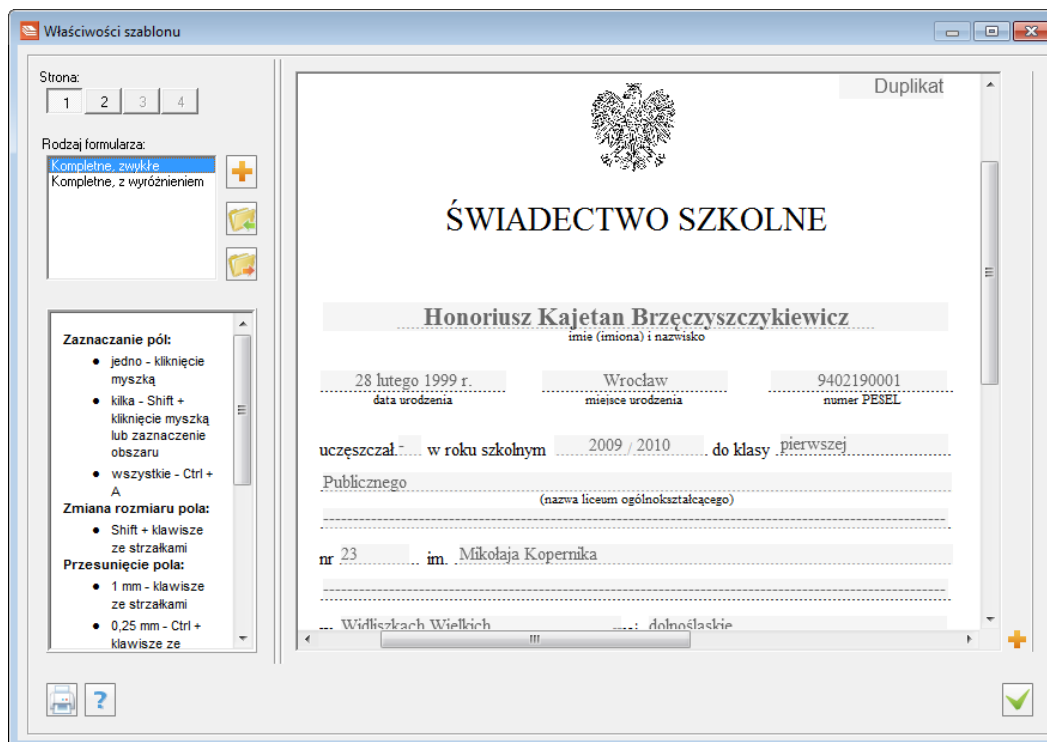 Właściwości szablonu
Strona:
1 2 3 4
Rodzaj formularza:
Kompletne, zwykłe
Kompletne, z wyróżnieniem
Zaznaczanie pól:
jedno - kliknięcie
myszką
kilka - Shift +
kliknięcie myszką
lub zaznaczenie
obszaru
wszystkie - Ctrl +
A
Zmiana rozmiaru pola:
Shift + klawisze
ze strzałkami
Przesunięcie pola:
1 mm - klawisze
ze strzałkami
0,25 mm - Ctrl +
klawisze ze
Duplikat
ŚWIADECTWO SZKOLNE
Honoriusz Kajetan Brzęczyszczykiewicz
imie (imiona) i nazwisko
28 lutego 1999 r. Wrocław 9402190001
data urodzenia miejsce urodzenia numer PESEL
uczęszczał - w roku szkolnym 2009 / 2010 do klasy pierwszej
Publicznego
(nazwa liceum ogólnokształcącego)
nr 23 im. Mikołaja Kopernika
Widliszkach Wielkich dolnośląskie